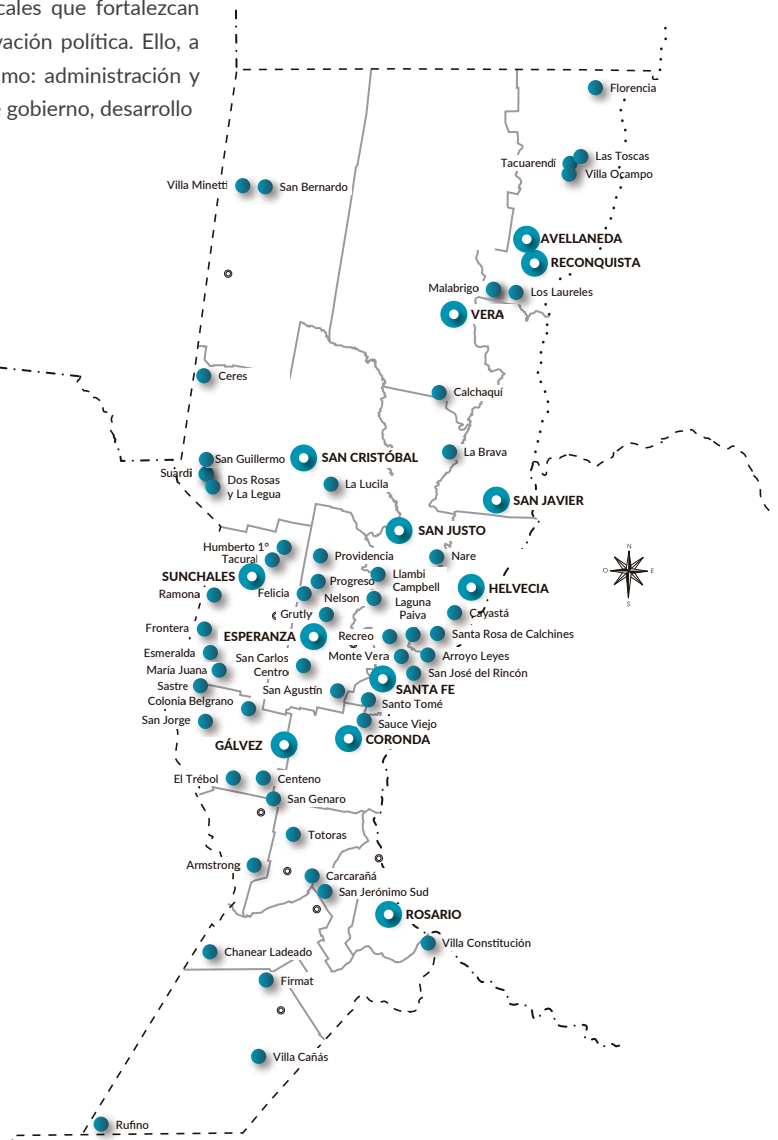 cales que fortalezcan
vación política. Ello, a
mo: administración y
gobierno, desarrollo
Florencia
Las Toscas
Tacuarendí
Villa Ocampo
Villa Minetti
San Bernardo
AVELLANEDA
RECONQUISTA
Malabrigo
Los Laureles
VERA
Ceres
Calchaquí
La Brava
San Guillermo
SAN CRISTÓBAL
Suardi
Dos Rosas
y La Legua
La Lucila
SAN JAVIER
SAN JUSTO
Humberto 1°
Tacural
Providencia
Nare
SUNCHALES
Progreso
Llambi
Campbell
HELVECIA
Ramona
Felicia
Nelson
Laguna
Paiva
Cayastá
Grutly
Frontera
ESPERANZA
Recreo
Santa Rosa de Calchines
Esmeralda
San Carlos
Centro
Monte Vera
Arroyo Leyes
María Juana
San José del Rincón
Sastre
San Agustín
SANTA FE
Colonia Belgrano
Santo Tomé
San Jorge
Sauce Viejo
GÁLVEZ
CORONDA
El Trébol
Centeno
San Genaro
Totoras
Armstrong
Carcarañá
San Jerónimo Sud
ROSARIO
Villa Constitución
Chanear Ladeado
Firmat
Villa Cañás
Rufino
N
O
E
S